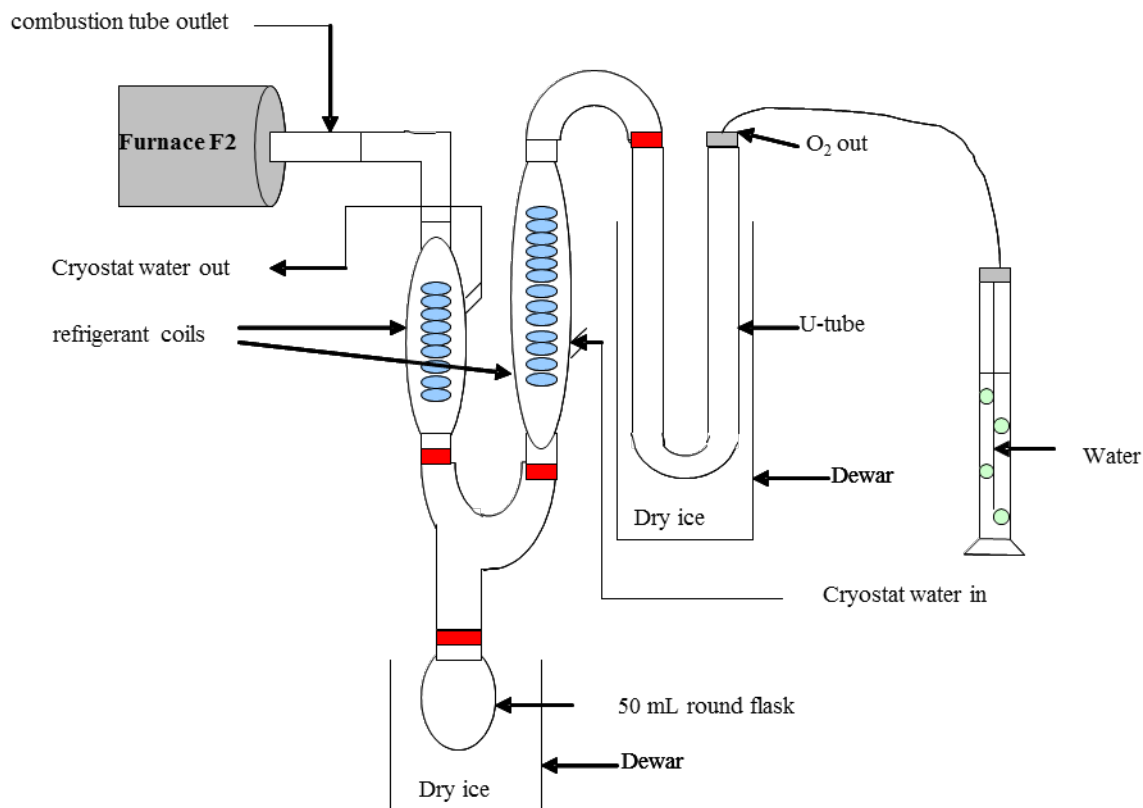 combustion tube outlet
Furnace F2
O2 out
Cryostat water out
refrigerant coils
U-tube
Water
Dewar
Dry ice
Cryostat water in
50 mL round flask
Dewar
Dry ice